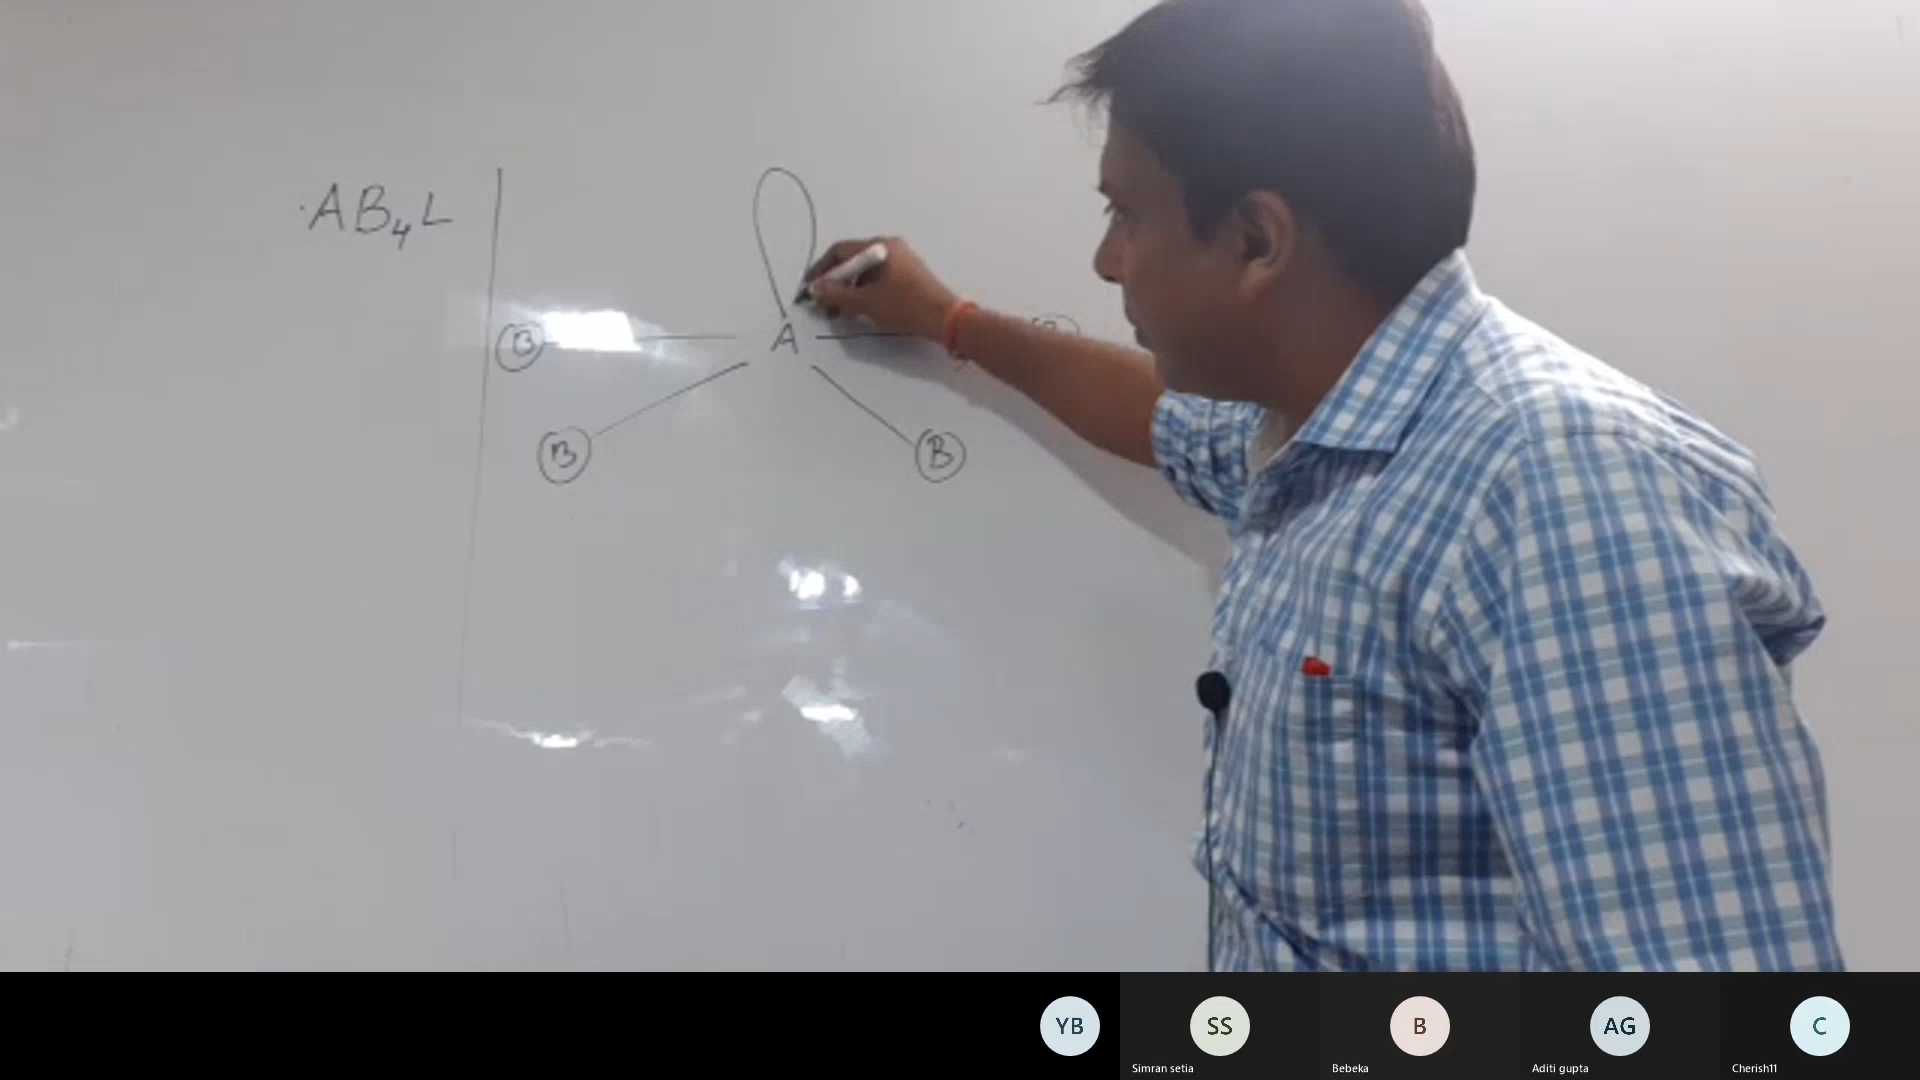 AB₄L
B A B
B B
YB SS B AG C
Simran setia Bebeka Aditi gupta Cherish11